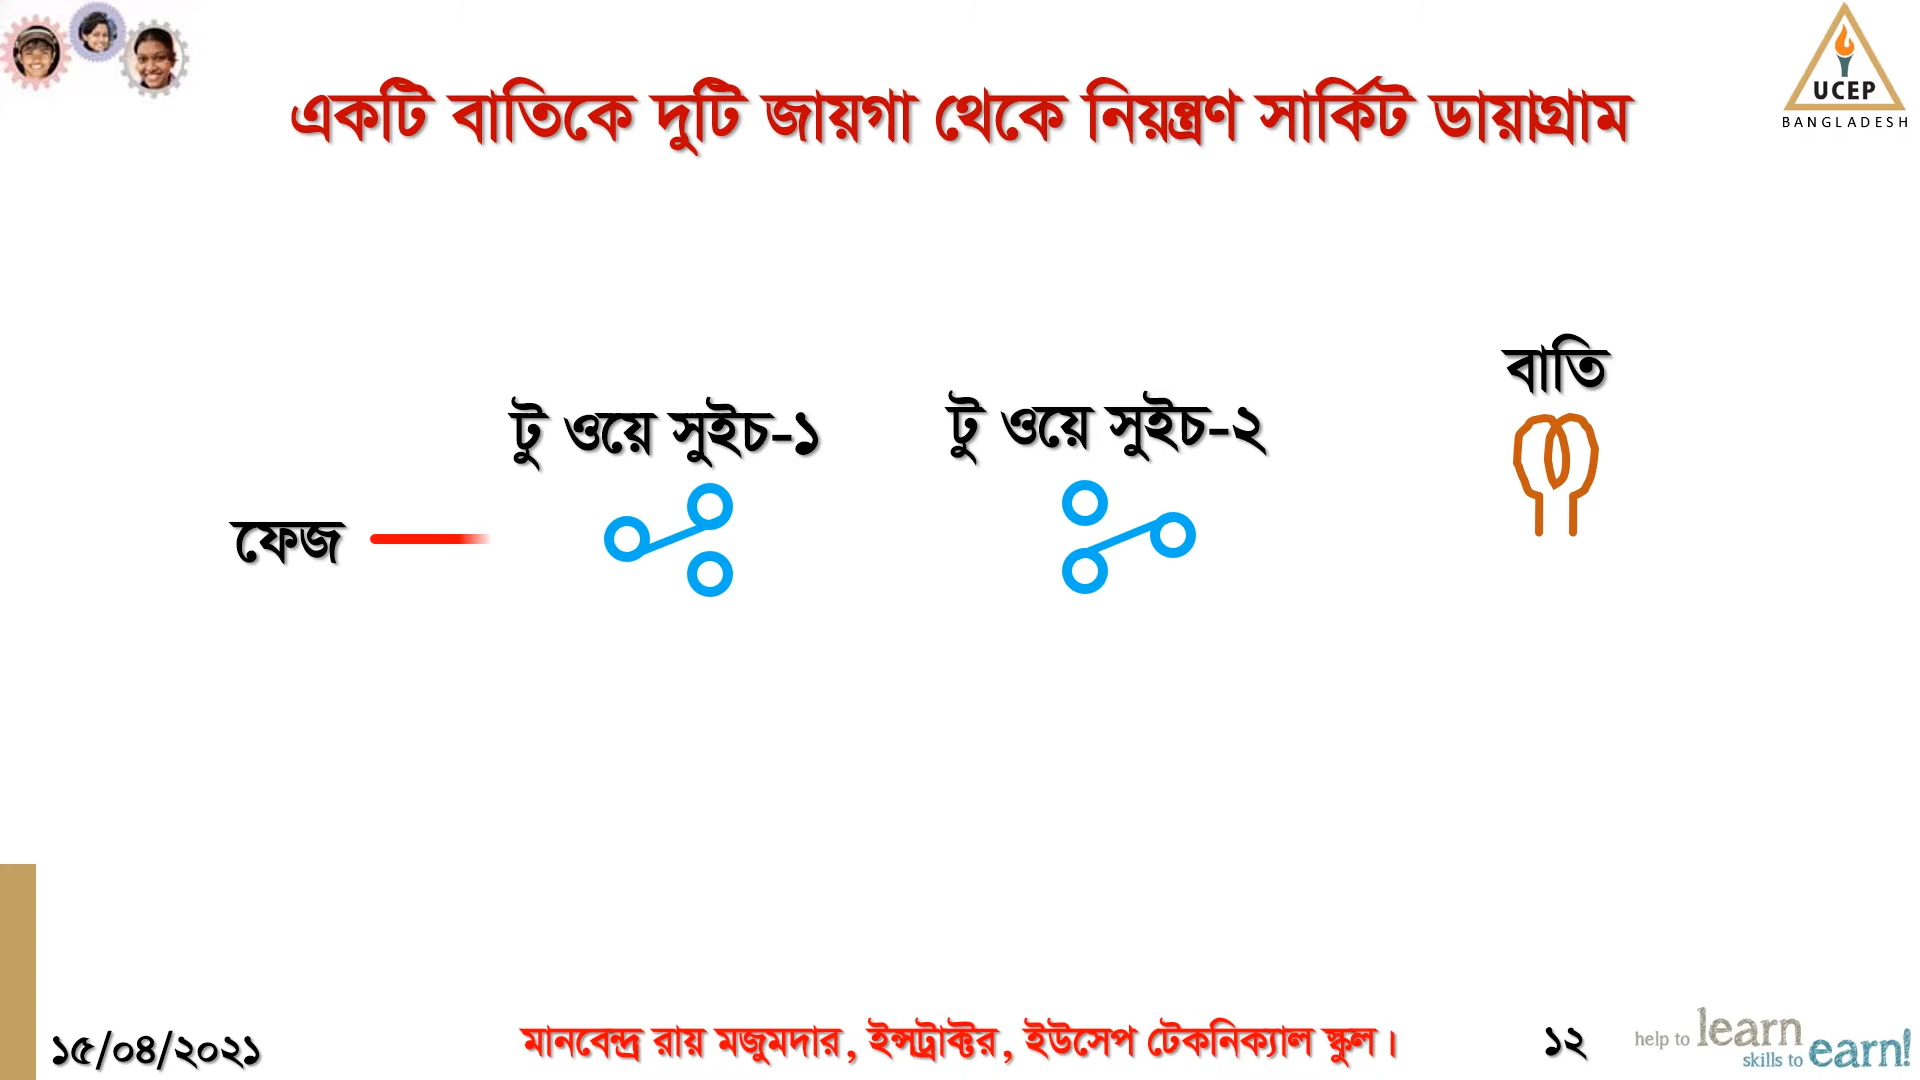 UCEP
BANGLADESH
একটি বাতিকে দুটি জায়গা থেকে নিয়ন্ত্রণ সার্কিট ডায়াগ্রাম
বাতি
টু ওয়ে সুইচ-১
টু ওয়ে সুইচ-২
ফেজ
১৫/০৪/২০২১
মানবেন্দ্র রায় মজুমদার, ইন্সট্রাক্টর, ইউসেপ টেকনিক্যাল স্কুল।
১২
help to learn
skills to earn!